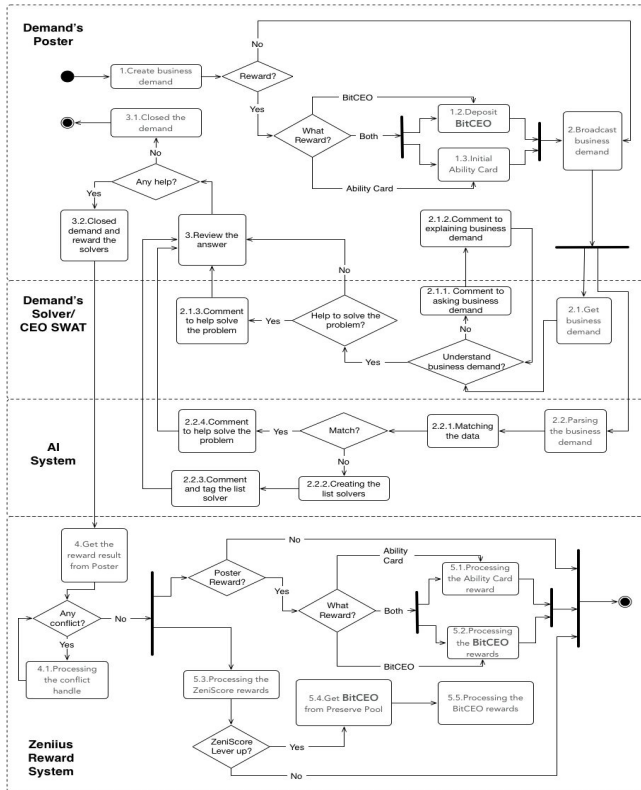 Demand's
Poster
No
1.Create business
demand
Reward?
3.1.Closed the
demand
Yes
BitCEO
1.2.Deposit
BitCEO
2.Broadcast
business
demand
What
Reward?
Both
1.3.Initial
Ability Card
No
Any help?
Ability Card
Yes
3.2.Closed
demand and
reward the
solvers
3.Review the
answer
2.1.2.Comment to
explaining business
demand
No
Demand's
Solver/
CEO SWAT
2.1.3.Comment
to help solve
the problem
Yes
Help to solve the
problem?
2.1.1. Comment to
asking business
demand
No
Yes
Understand
business demand?
2.1.Get
business
demand
AI
System
2.2.4.Comment
to help solve the
problem
Yes
Match?
2.2.1.Matching
the data
2.2.Parsing
the business
demand
No
2.2.3.Comment
and tag the list
solver
2.2.2.Creating the
list solvers
4.Get the
reward result
from Poster
No
Poster
Reward?
Yes
Ability
Card
5.1.Processing
the Ability Card
reward
Any
conflict?
No
What
Reward?
Both
Yes
5.2.Processing
the BitCEO
rewards
4.1.Processing
the conflict
handle
BitCEO
5.3.Processing the
ZeniScore rewards
5.4.Get BitCEO
from Preserve Pool
5.5.Processing the
BitCEO rewards
ZeniScore
Lever up?
Yes
No
Zeniius
Reward
System